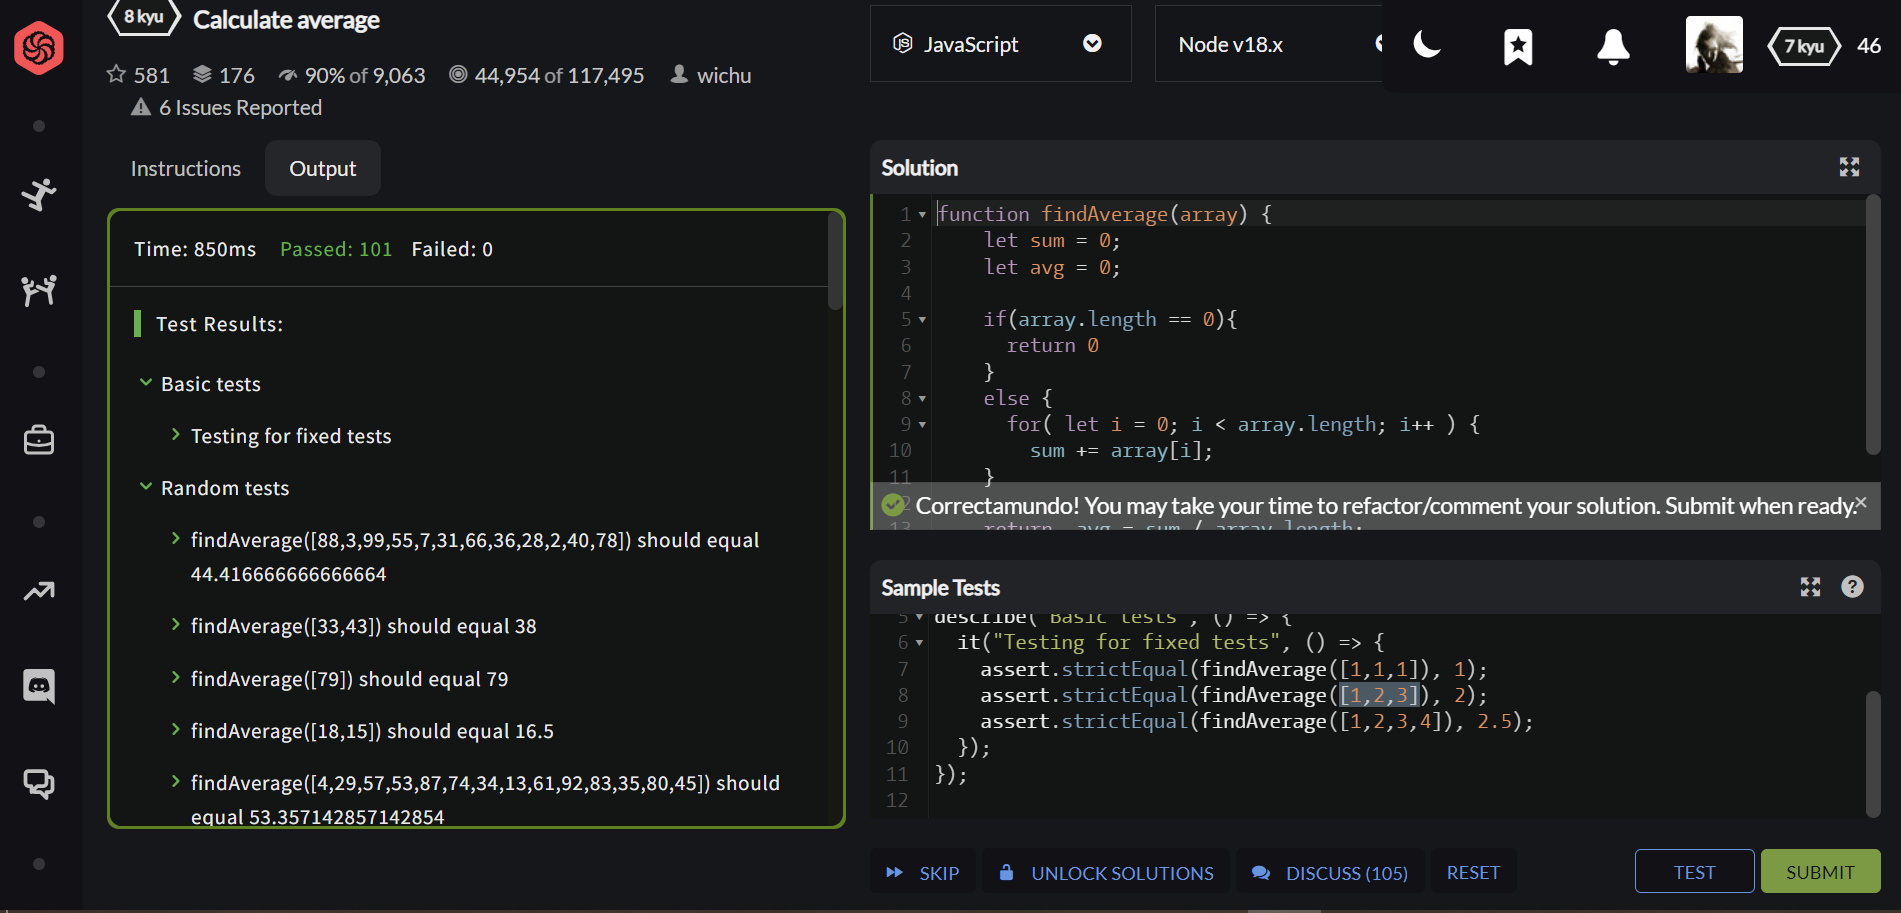 8 kyu Calculate average
581 176 90% of 9,063 44,954 of 117,495 wichu
6 Issues Reported
JavaScript
Node v18.x
7 kyu 46
Instructions Output
Time: 850ms Passed: 101 Failed: 0
Test Results:
Basic tests
Testing for fixed tests
Random tests
findAverage([88,3,99,55,7,31,66,36,28,2,40,78]) should equal
44.416666666666664
findAverage([33,43]) should equal 38
findAverage([79]) should equal 79
findAverage([18,15]) should equal 16.5
findAverage([4,29,57,53,87,74,34,13,61,92,83,35,80,45]) should
equal 53.357142857142854
Solution
1 function findAverage(array) {
2 let sum = 0;
3 let avg = 0;
4
5 if(array.length == 0){
6 return 0
7 }
8 else {
9 for( let i = 0; i < array.length; i++ ) {
10 sum += array[i];
11 }
Correctamundo! You may take your time to refactor/comment your solution. Submit when ready.
13 return avg = sum / array.length;
Sample Tests
5 describe("Basic tests", () => {
6 it("Testing for fixed tests", () => {
7 assert.strictEqual(findAverage([1,1,1]), 1);
8 assert.strictEqual(findAverage([1,2,3]), 2);
9 assert.strictEqual(findAverage([1,2,3,4]), 2.5);
10 });
11 });
12
SKIP UNLOCK SOLUTIONS DISCUSS (105) RESET TEST SUBMIT